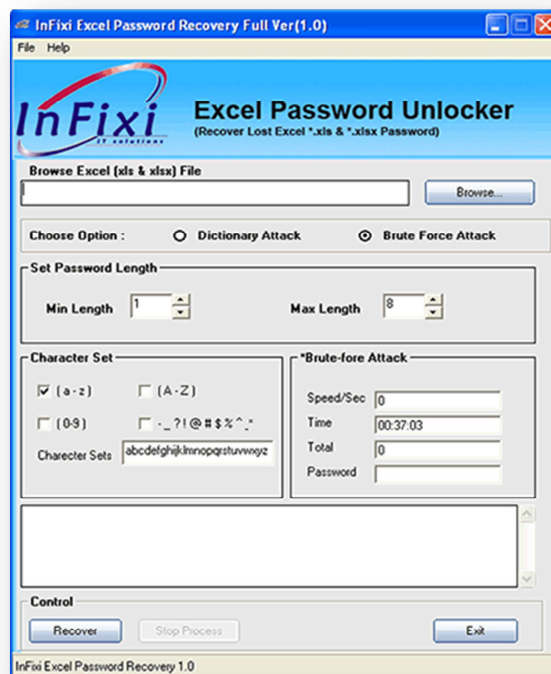 InFixi Excel Password Recovery Full Ver(1.0)
File Help
InFixi
IT solutions
Excel Password Unlocker
(Recover Lost Excel *.xls & *.xlsx Password)
Browse Excel (xls & xlsx) File
Browse...
Choose Option : Dictionary Attack Brute Force Attack
Set Password Length
Min Length 1 Max Length 8
Character Set
(a - z) (A - Z)
(0-9) -_?!@#$%^,*
Charecter Sets abcdefghijklmnopqrstuvwxyz
*Brute-fore Attack
Speed/Sec 0
Time 00:37:03
Total 0
Password
Control
Recover Stop Process Exit
InFixi Excel Password Recovery 1.0